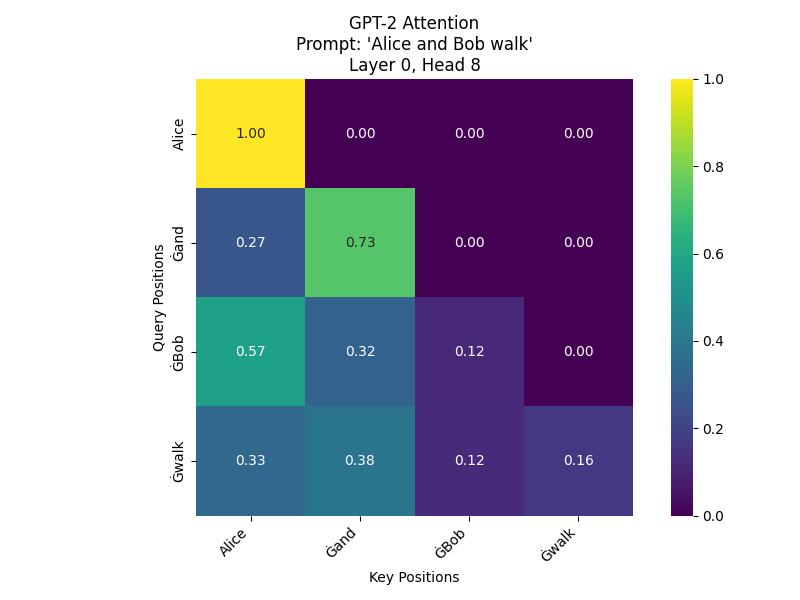 GPT-2 Attention
Prompt: 'Alice and Bob walk'
Layer 0, Head 8
Query Positions
Alice
1.00 0.00 0.00 0.00
Ġand
0.27 0.73 0.00 0.00
ĠBob
0.57 0.32 0.12 0.00
Ġwalk
0.33 0.38 0.12 0.16
Alice Ġand ĠBob Ġwalk
Key Positions
1.0
0.8
0.6
0.4
0.2
0.0